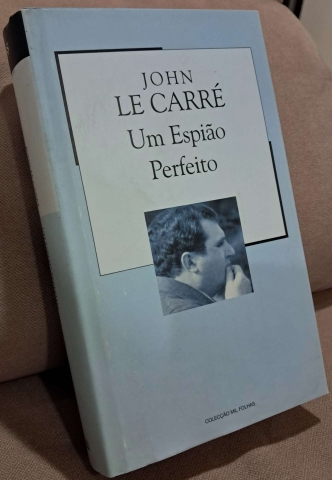 JOHN
LE CARRÉ
Um Espião
Perfeito
COLECÇÃO MIL FOLHAS